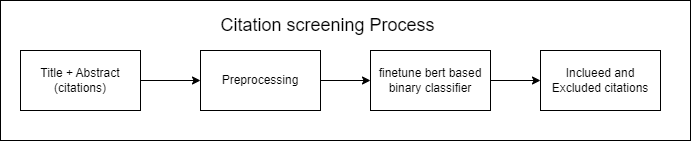 Citation screening Process
Title + Abstract
(citations)
Preprocessing
finetune bert based
binary classifier
Inclueed and
Excluded citations